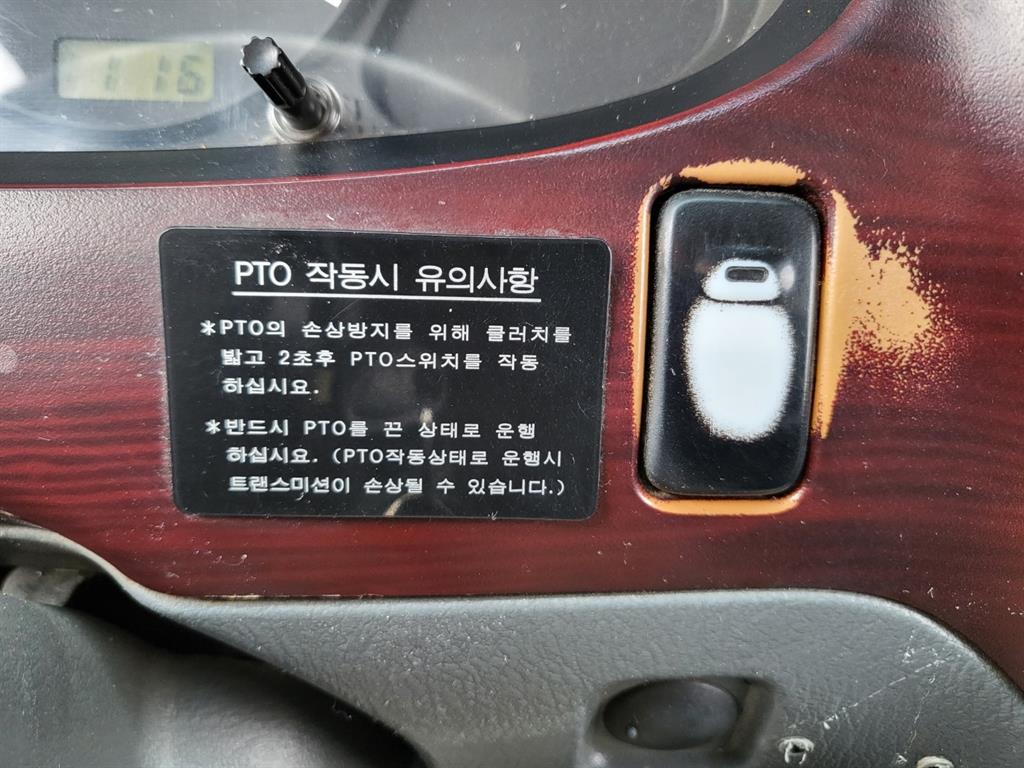 1 16
PTO 작동시 유의사항
*PTO의 손상방지를 위해 클러치를
밟고 2초후 PTO스위치를 작동
하십시요.
*반드시 PTO를 끈 상태로 운행
하십시요. (PTO작동상태로 운행시
트랜스미션이 손상될 수 있습니다.)